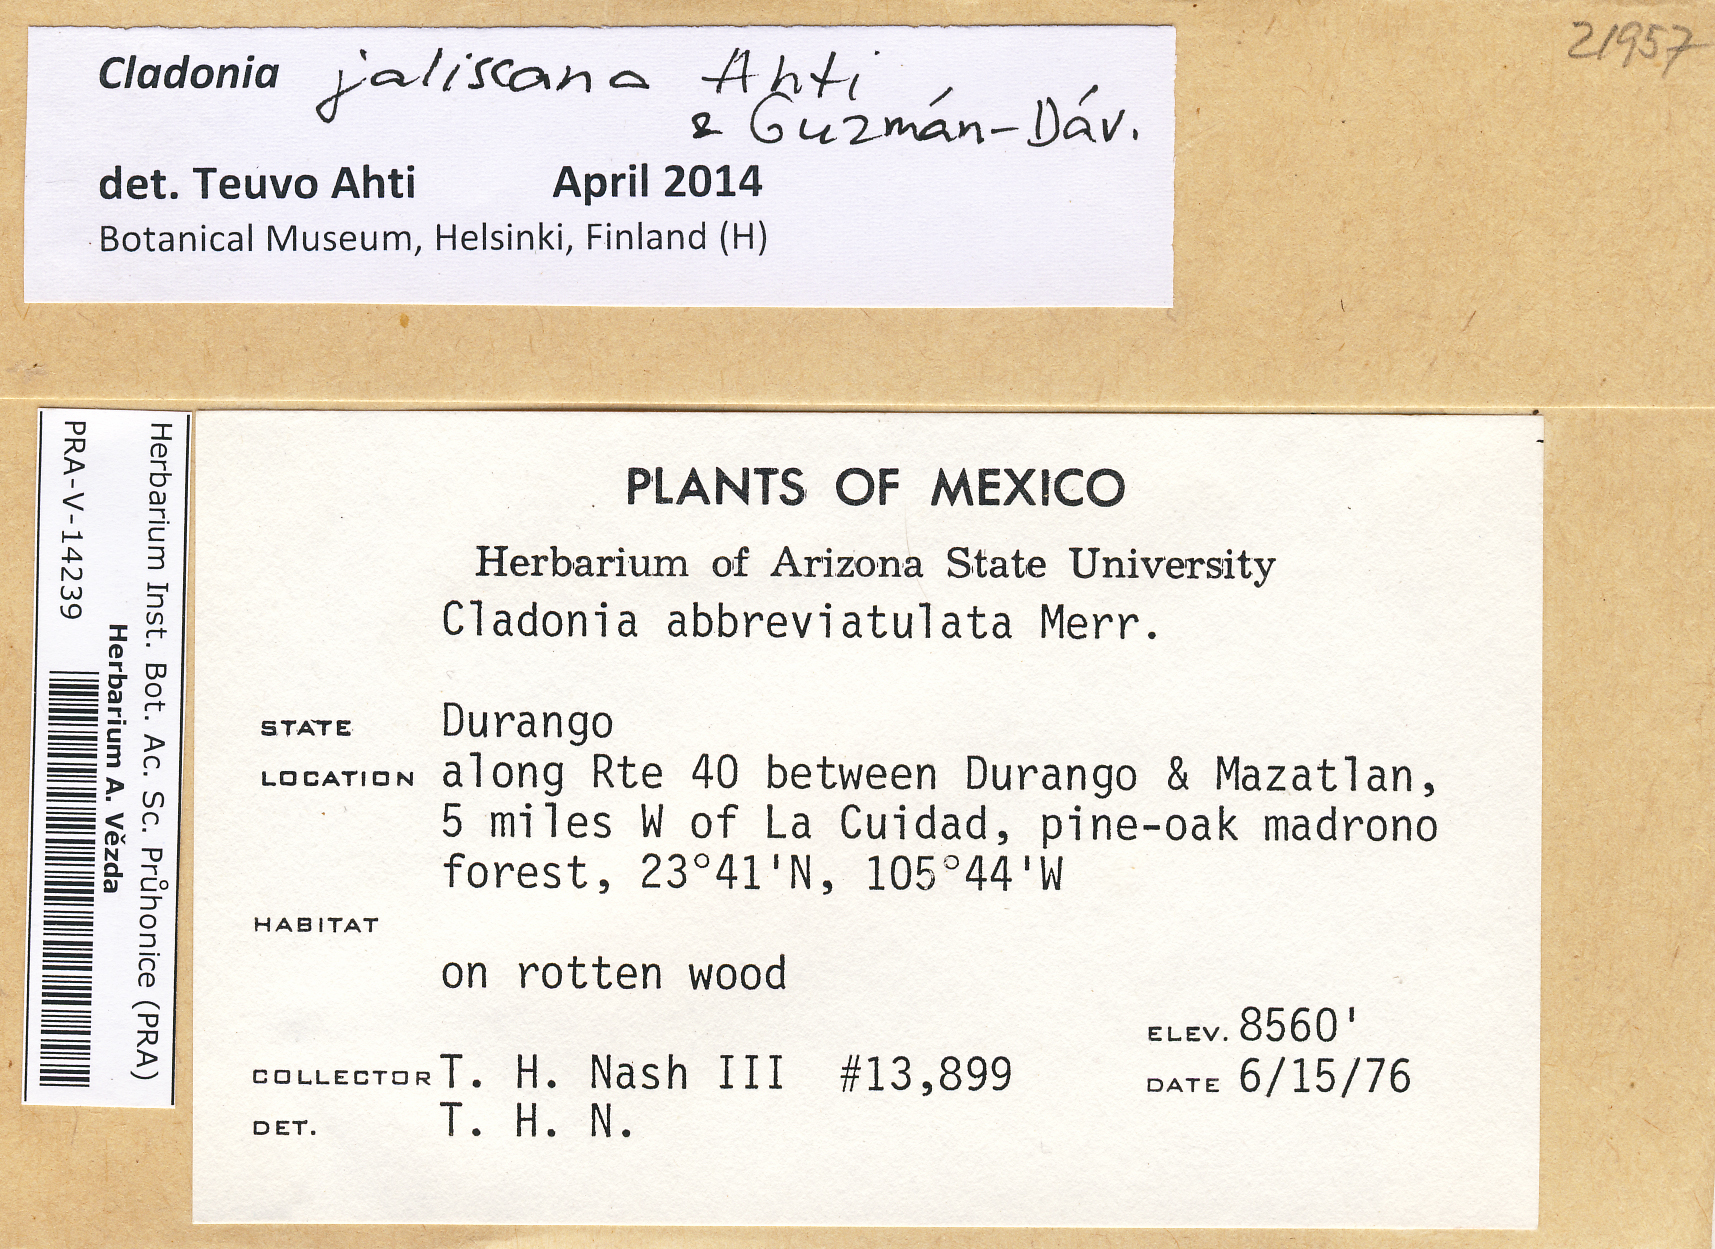 21957
Cladonia jaliscana Ahti
& Guzmán-Dáv.
det. Teuvo Ahti April 2014
Botanical Museum, Helsinki, Finland (H)
Herbarium Inst. Bot. Ac. Sc. Průhonice (PRA)
Herbarium A. Vězda
PRA-V-14239
PLANTS OF MEXICO
Herbarium of Arizona State University
Cladonia abbreviatulata Merr.
STATE Durango
LOCATION along Rte 40 between Durango & Mazatlan,
5 miles W of La Cuidad, pine-oak madrono
forest, 23°41'N, 105°44'W
HABITAT
on rotten wood
ELEV. 8560'
COLLECTOR T. H. Nash III #13,899 DATE 6/15/76
DET. T. H. N.